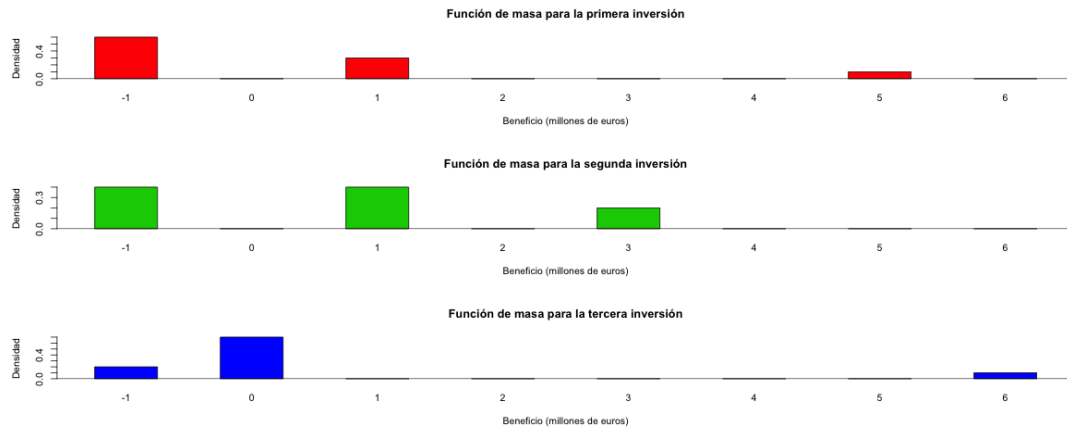 Función de masa para la primera inversión
Densidad
0.4
0.0
-1 0 1 2 3 4 5 6
Beneficio (millones de euros)
Función de masa para la segunda inversión
Densidad
0.3
0.0
-1 0 1 2 3 4 5 6
Beneficio (millones de euros)
Función de masa para la tercera inversión
Densidad
0.4
0.0
-1 0 1 2 3 4 5 6
Beneficio (millones de euros)